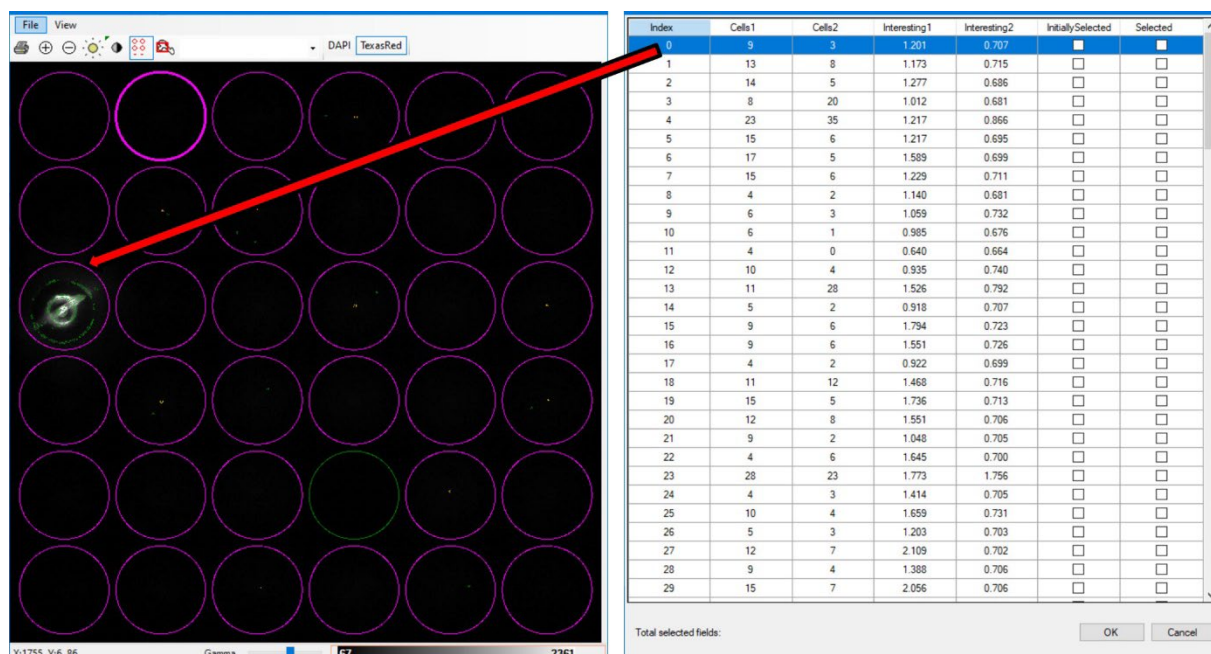 File View
DAPI TexasRed
X:1755, Y:6, 86 Gamma 57 2361
Index Cells1 Cells2 Interesting1 Interesting2 InitiallySelected Selected
0 9 3 1.201 0.707
1 13 8 1.173 0.715
2 14 5 1.277 0.686
3 8 20 1.012 0.681
4 23 35 1.217 0.866
5 15 6 1.217 0.695
6 17 5 1.589 0.699
7 15 6 1.229 0.711
8 4 2 1.140 0.681
9 6 3 1.059 0.732
10 6 1 0.985 0.676
11 4 0 0.640 0.664
12 10 4 0.935 0.740
13 11 28 1.526 0.792
14 5 2 0.918 0.707
15 9 6 1.794 0.723
16 9 6 1.551 0.726
17 4 2 0.922 0.699
18 11 12 1.468 0.716
19 15 5 1.736 0.713
20 12 8 1.551 0.706
21 9 2 1.048 0.705
22 4 6 1.645 0.700
23 28 23 1.773 1.756
24 4 3 1.414 0.705
25 10 4 1.659 0.731
26 5 3 1.203 0.703
27 12 7 2.109 0.702
28 9 4 1.388 0.706
29 15 7 2.056 0.706
Total selected fields:
OK Cancel